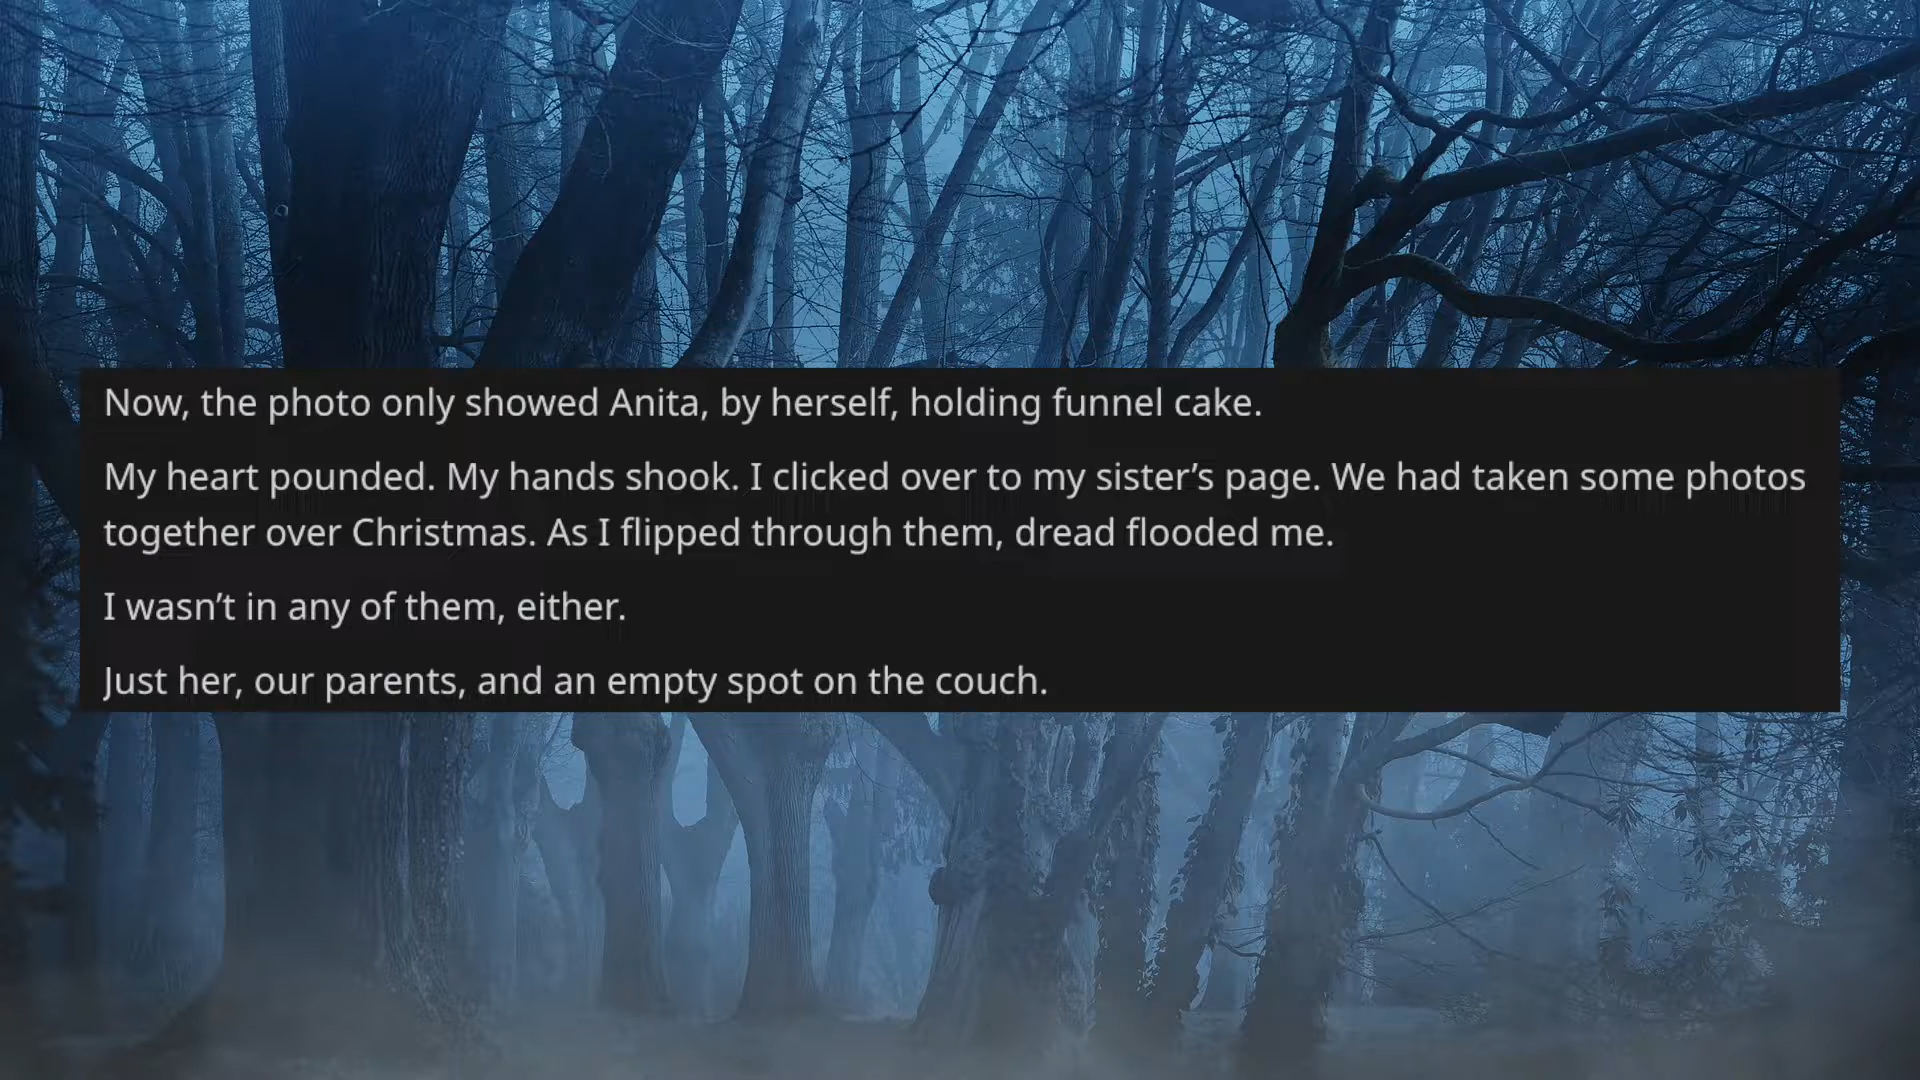 Now, the photo only showed Anita, by herself, holding funnel cake.
My heart pounded. My hands shook. I clicked over to my sister’s page. We had taken some photos
together over Christmas. As I flipped through them, dread flooded me.
I wasn’t in any of them, either.
Just her, our parents, and an empty spot on the couch.